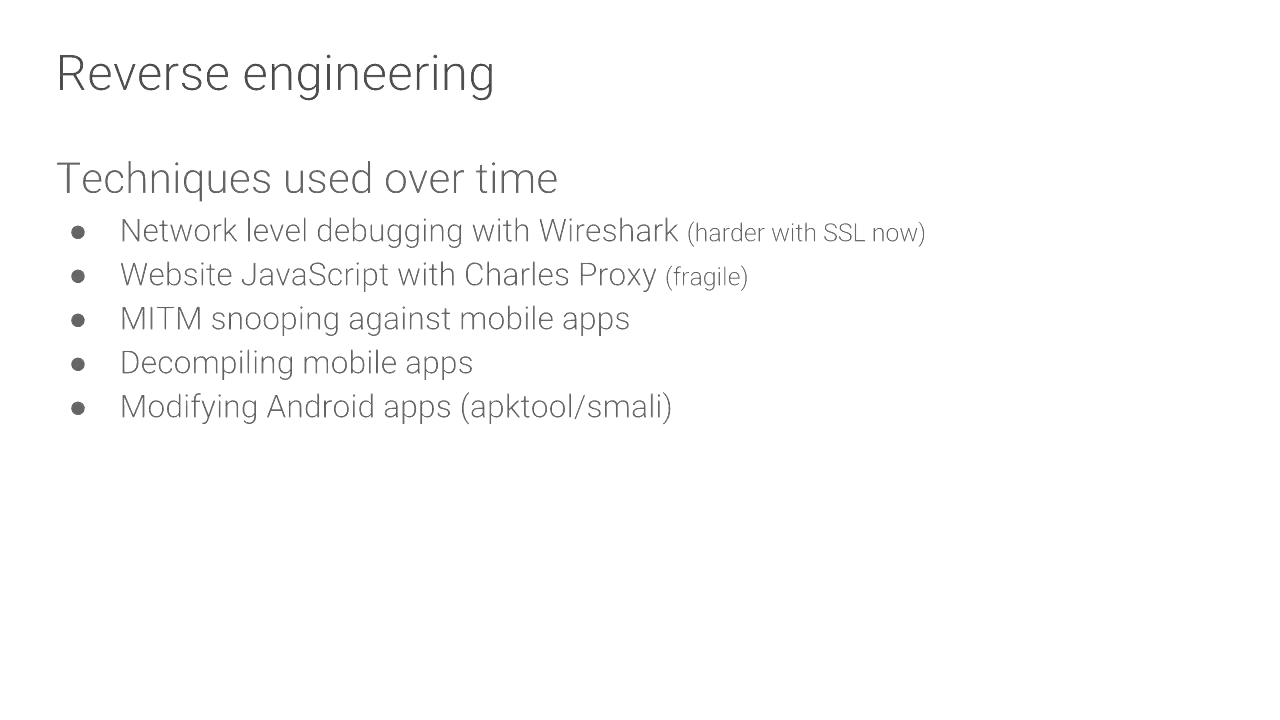 Reverse engineering
Techniques used over time
● Network level debugging with Wireshark (harder with SSL now)
● Website JavaScript with Charles Proxy (fragile)
● MITM snooping against mobile apps
● Decompiling mobile apps
● Modifying Android apps (apktool/smali)